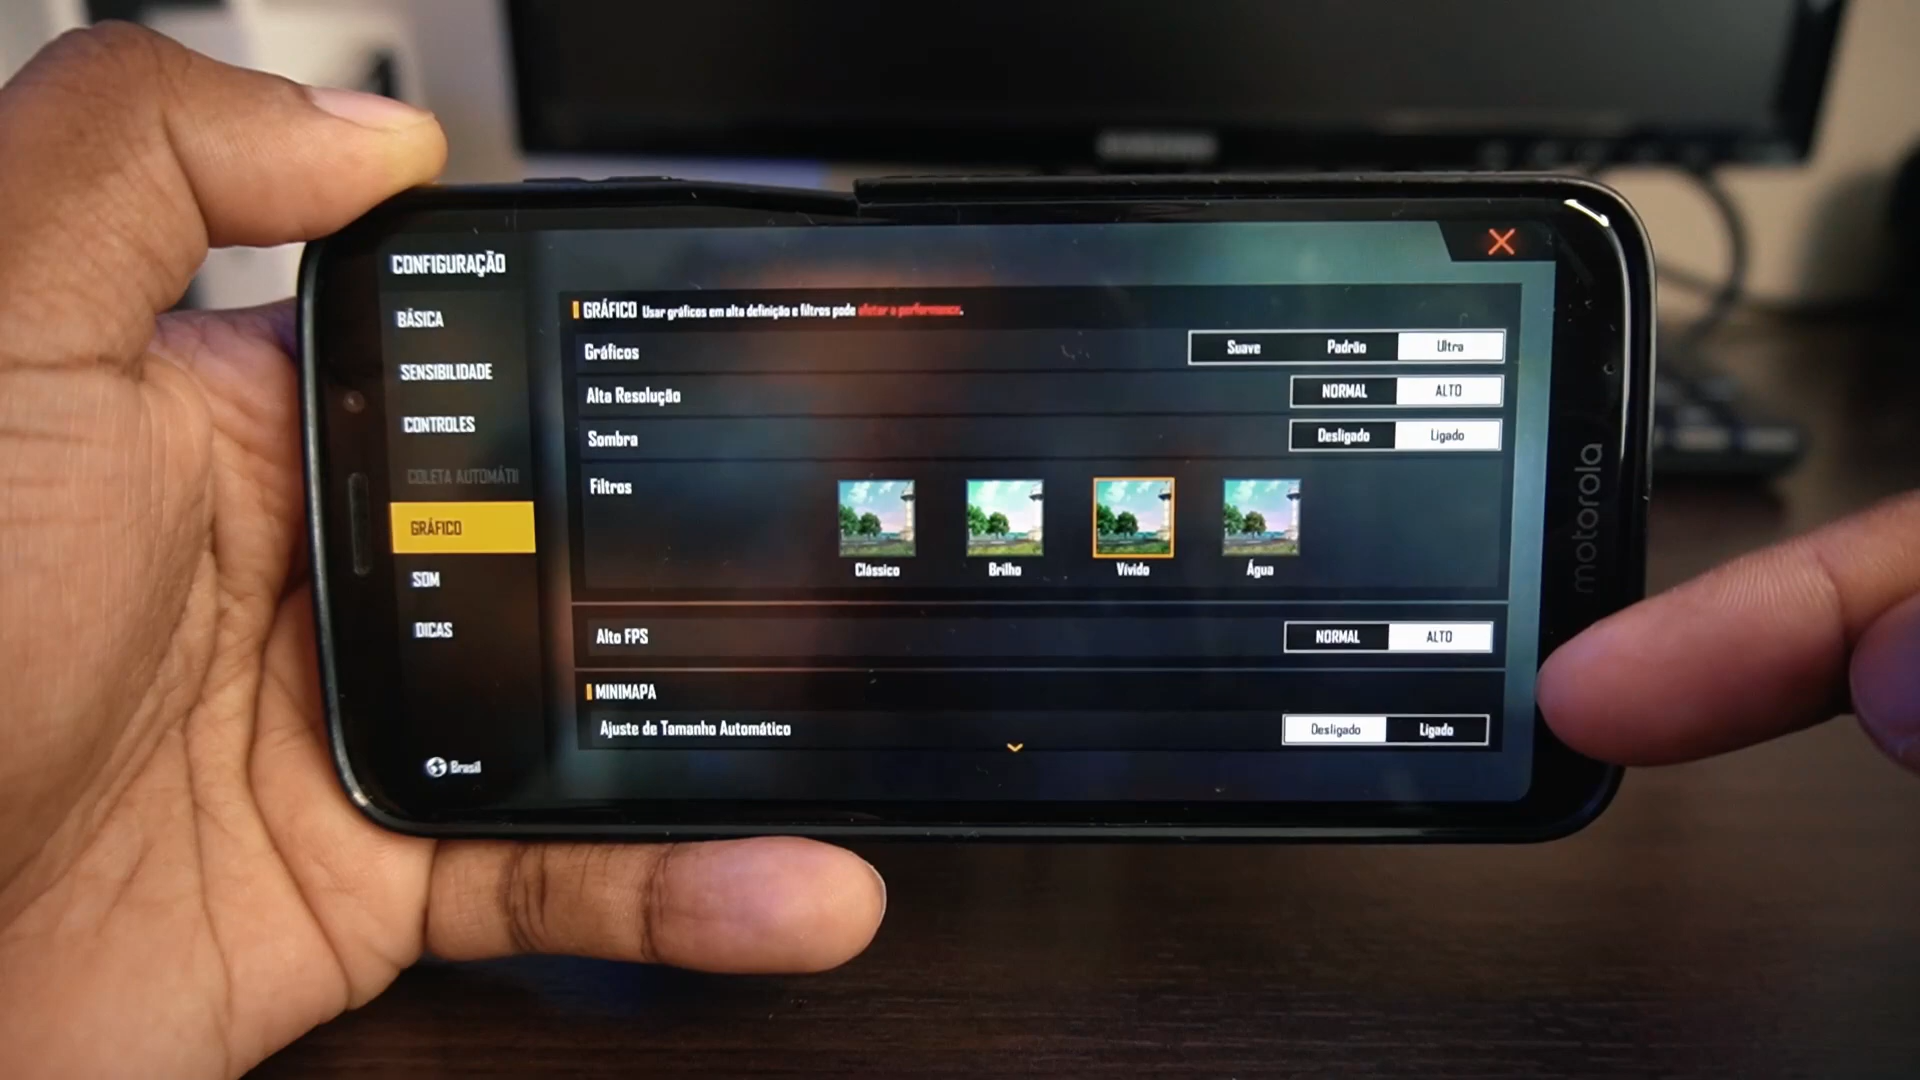 CONFIGURAÇÃO
BÁSICA
SENSIBILIDADE
CONTROLES
COLETA AUTOMÁTI
GRÁFICO
SOM
DICAS
Brasil
GRÁFICO Usar gráficos em alta definição e filtros pode afetar a performance.
Gráficos Suave Padrão Ultra
Alta Resolução NORMAL ALTO
Sombra Desligado Ligado
Filtros
Clássico Brilho Vívido Água
Alto FPS NORMAL ALTO
MINIMAPA
Ajuste de Tamanho Automático Desligado Ligado
motorola